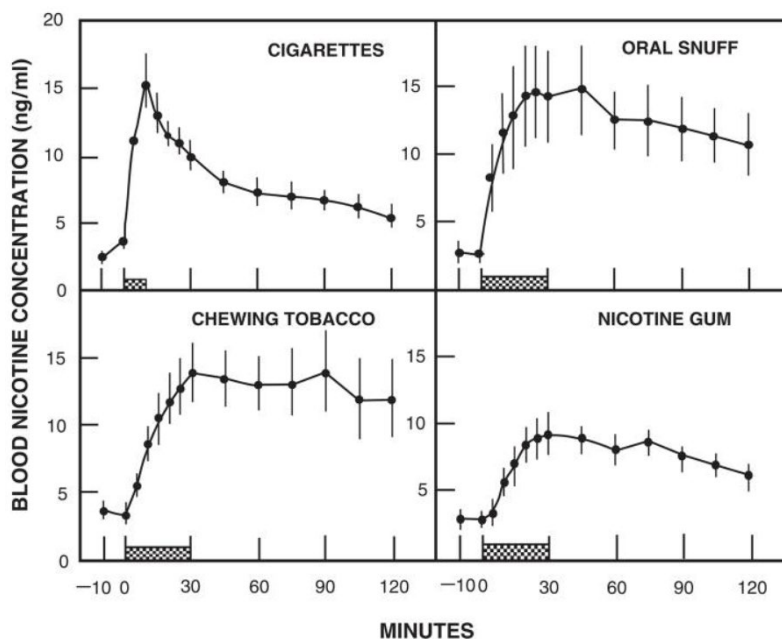 BLOOD NICOTINE CONCENTRATION (ng/ml)
20
15
10
5
0
CIGARETTES
15
10
5
ORAL SNUFF
15
10
5
0
CHEWING TOBACCO
—10 0 30 60 90 120
15
10
5
NICOTINE GUM
—10 0 30 60 90 120
MINUTES